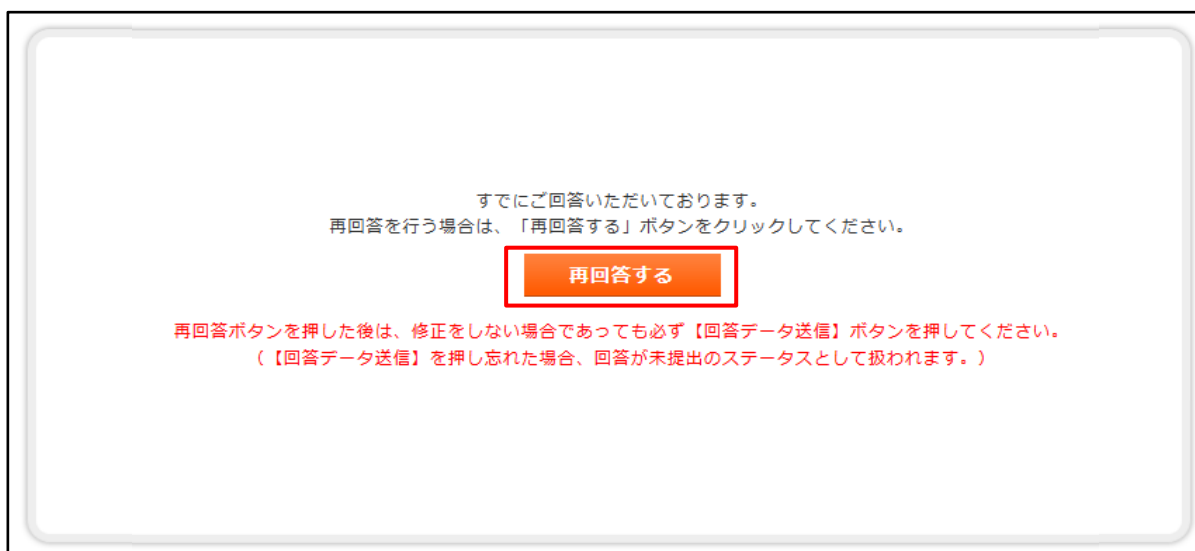 すでにご回答いただいております。
再回答を行う場合は、「再回答する」ボタンをクリックしてください。
再回答する
再回答ボタンを押した後は、修正をしない場合であっても必ず【回答データ送信】ボタンを押してください。
（【回答データ送信】を押し忘れた場合、回答が未提出のステータスとして扱われます。）